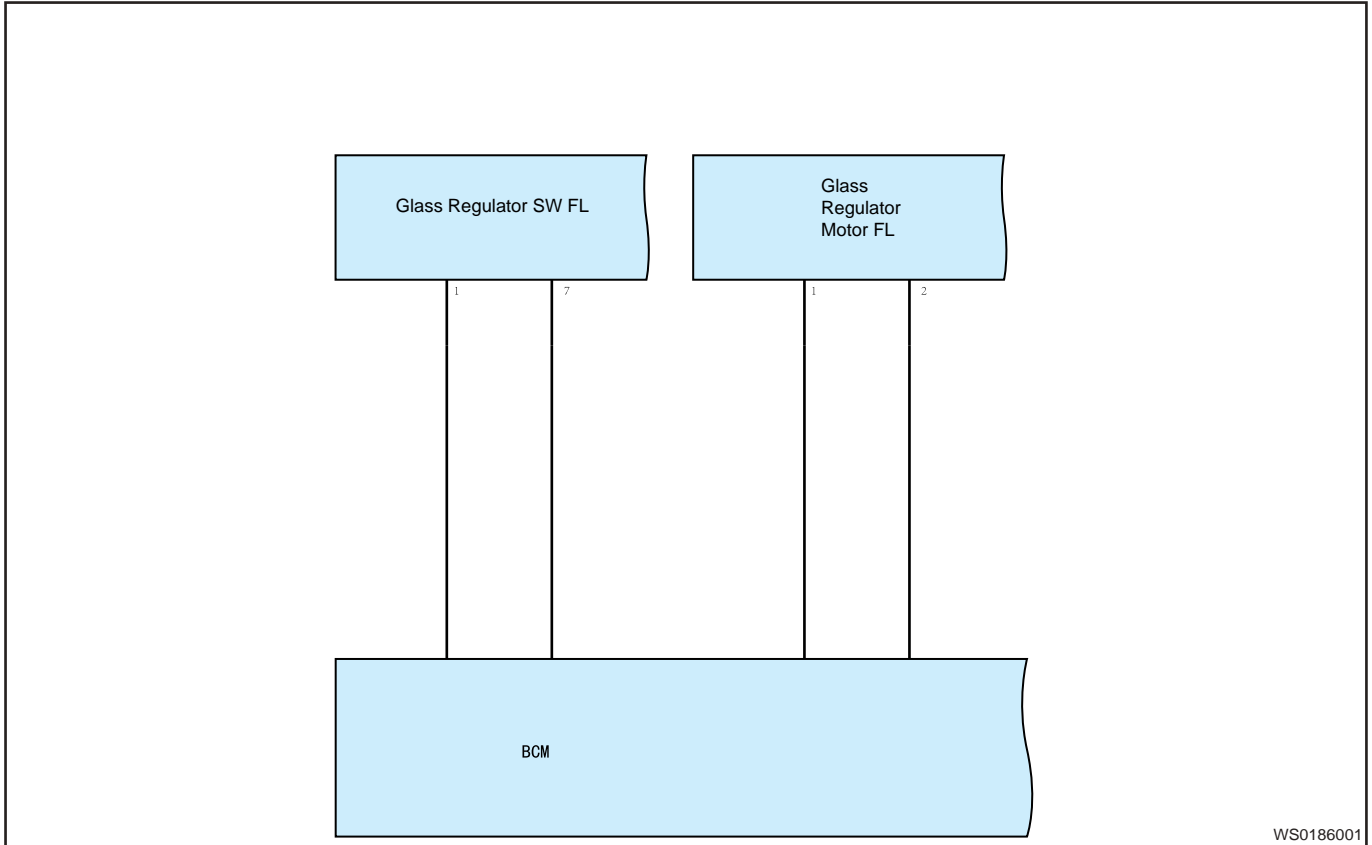 Glass Regulator SW FL
Glass
Regulator
Motor FL
1
7
1
2
BCM
WS0186001